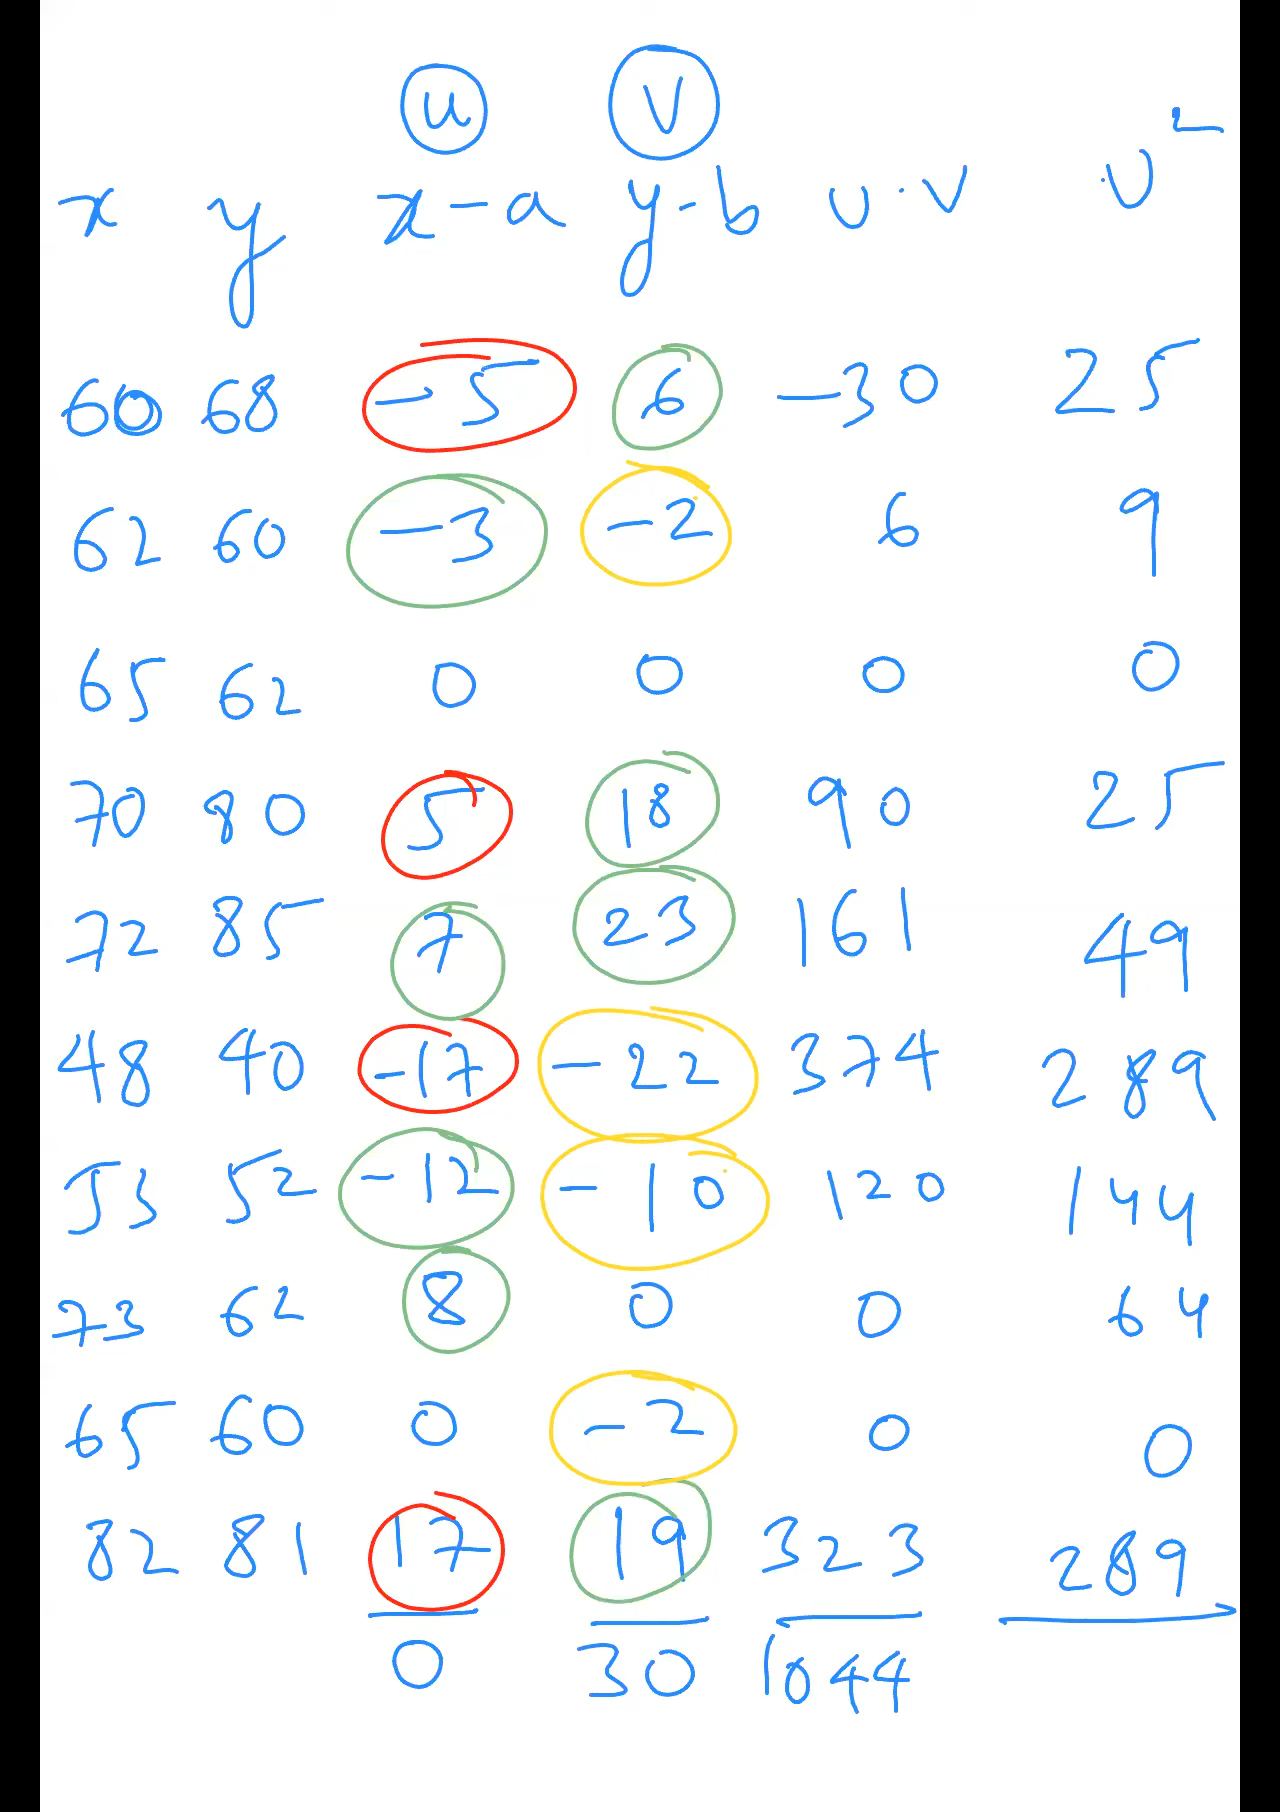 u v
x y x-a y-b u·v u²
60 68 -5 6 -30 25
62 60 -3 -2 6 9
65 62 0 0 0 0
70 80 5 18 90 25
72 85 7 23 161 49
48 40 -17 -22 374 289
53 52 -12 -10 120 144
73 62 8 0 0 64
65 60 0 -2 0 0
82 81 17 19 323 289
0 30 1044